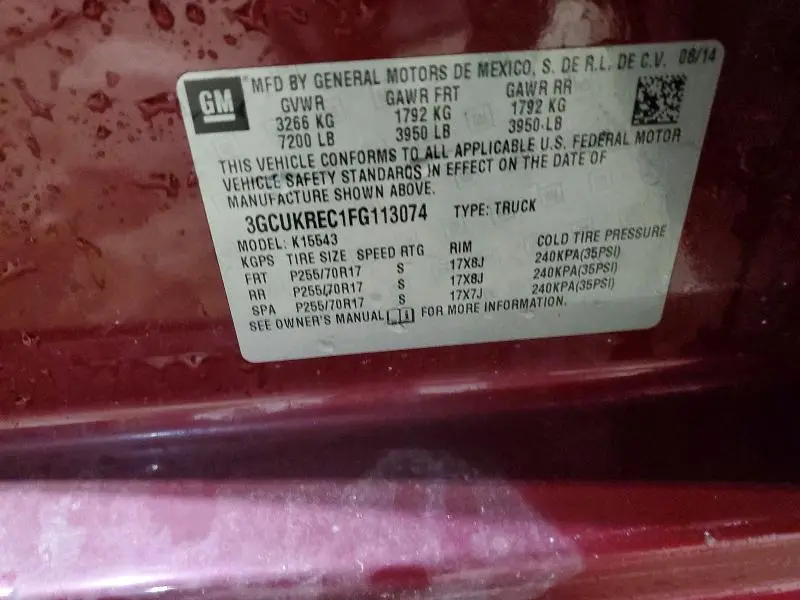 GM
MFD BY GENERAL MOTORS DE MEXICO, S. DE R.L. DE C.V. 08/14
GVWR GAWR FRT GAWR RR
3266 KG 1792 KG 1792 KG
7200 LB 3950 LB 3950 LB
THIS VEHICLE CONFORMS TO ALL APPLICABLE U.S. FEDERAL MOTOR
VEHICLE SAFETY STANDARDS IN EFFECT ON THE DATE OF
MANUFACTURE SHOWN ABOVE.
3GCUKREC1FG113074 TYPE: TRUCK
MODEL: K15543
KGPS TIRE SIZE SPEED RTG RIM COLD TIRE PRESSURE
FRT P255/70R17 S 17X8J 240KPA(35PSI)
RR P255/70R17 S 17X8J 240KPA(35PSI)
SPA P255/70R17 S 17X7J 240KPA(35PSI)
SEE OWNER'S MANUAL FOR MORE INFORMATION.